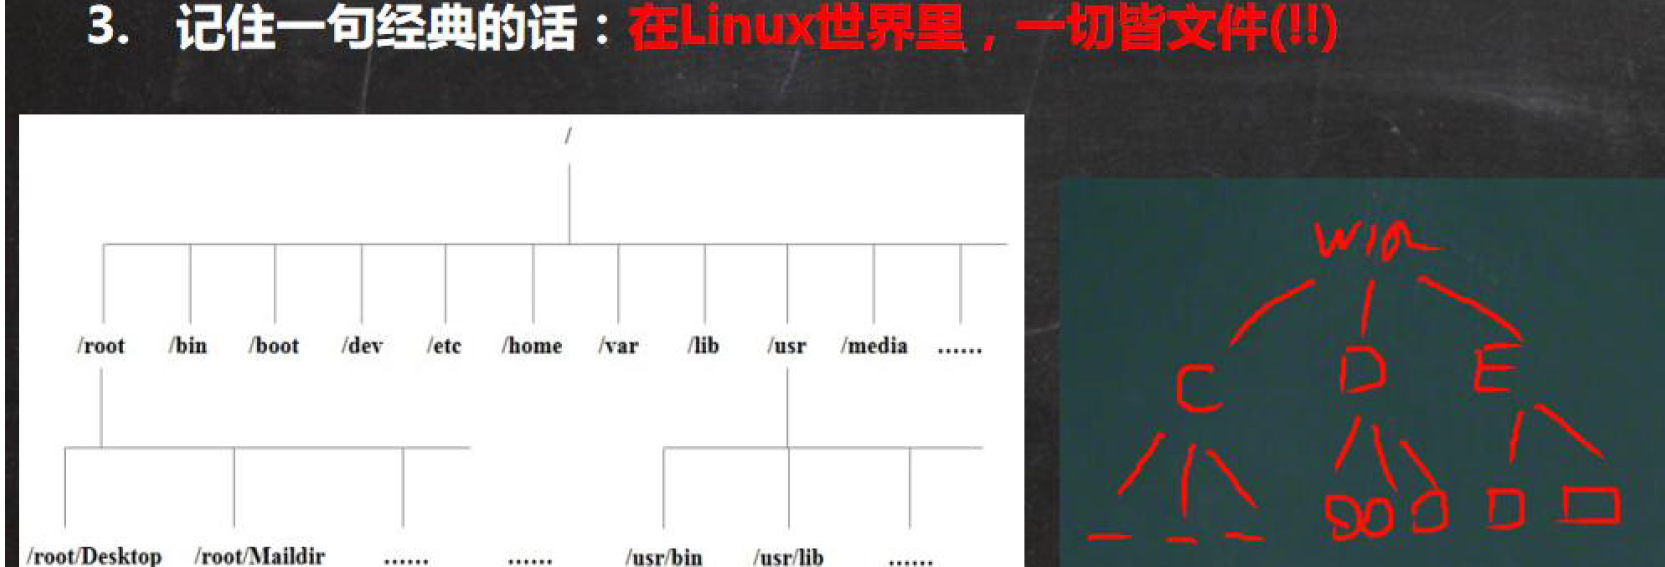 3. 记住一句经典的话：在Linux世界里，一切皆文件(!!)
/
/root /bin /boot /dev /etc /home /var /lib /usr /media ......
/root/Desktop /root/Maildir ...... ...... /usr/bin /usr/lib ......
win
C D E